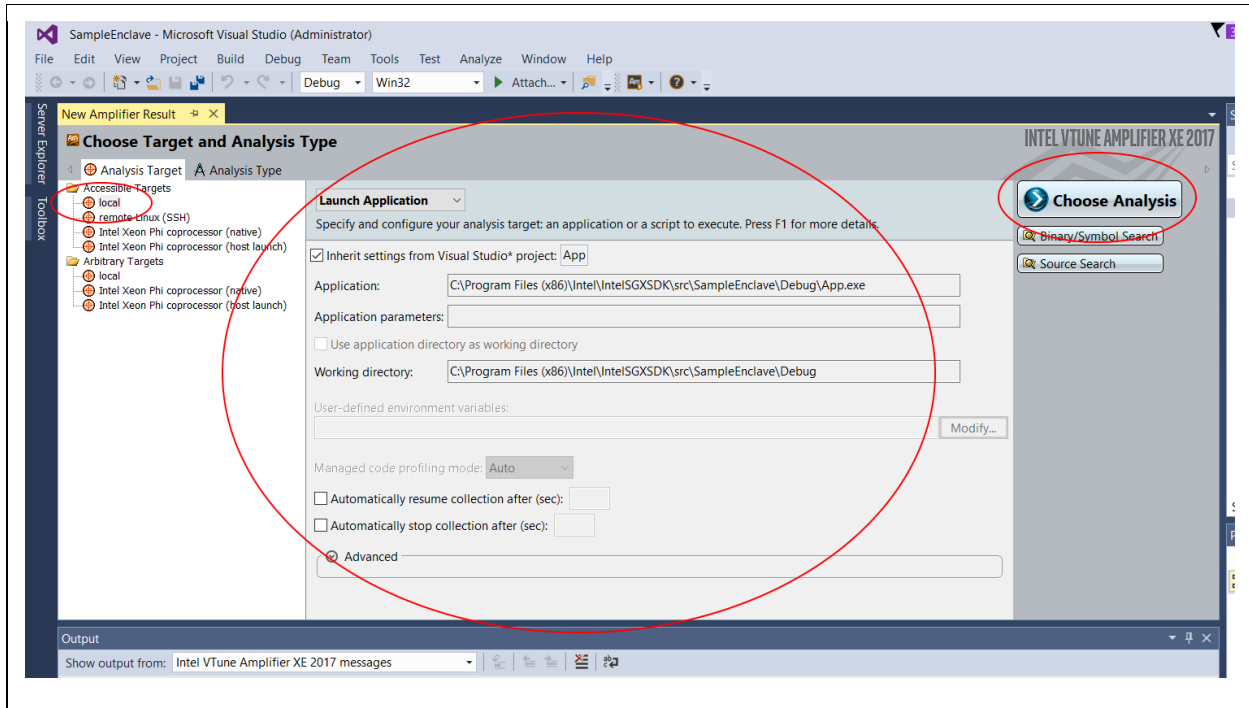 SampleEnclave - Microsoft Visual Studio (Administrator)
File Edit View Project Build Debug Team Tools Test Analyze Window Help
Debug Win32 Attach...
Server Explorer
Toolbox
New Amplifier Result
Choose Target and Analysis Type
INTEL VTUNE AMPLIFIER XE 2017
Analysis Target Analysis Type
Accessible Targets
local
remote Linux (SSH)
Intel Xeon Phi coprocessor (native)
Intel Xeon Phi coprocessor (host launch)
Arbitrary Targets
local
Intel Xeon Phi coprocessor (native)
Intel Xeon Phi coprocessor (host launch)
Launch Application
Specify and configure your analysis target: an application or a script to execute. Press F1 for more details.
Inherit settings from Visual Studio* project: App
Application: C:\Program Files (x86)\Intel\IntelSGXSDK\src\SampleEnclave\Debug\App.exe
Application parameters:
Use application directory as working directory
Working directory: C:\Program Files (x86)\Intel\IntelSGXSDK\src\SampleEnclave\Debug
User-defined environment variables:
Modify...
Managed code profiling mode: Auto
Automatically resume collection after (sec):
Automatically stop collection after (sec):
Advanced
Choose Analysis
Binary/Symbol Search
Source Search
Output
Show output from: Intel VTune Amplifier XE 2017 messages